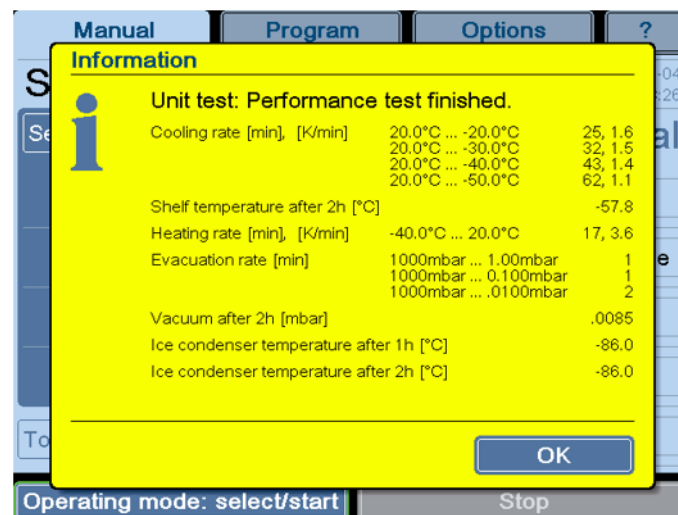 Manual Program Options ?
Information
Unit test: Performance test finished.
Cooling rate [min], [K/min] 20.0°C ... -20.0°C 25, 1.6
20.0°C ... -30.0°C 32, 1.5
20.0°C ... -40.0°C 43, 1.4
20.0°C ... -50.0°C 62, 1.1
Shelf temperature after 2h [°C] -57.8
Heating rate [min], [K/min] -40.0°C ... 20.0°C 17, 3.6
Evacuation rate [min] 1000mbar ... 1.00mbar 1
1000mbar ... 0.100mbar 1
1000mbar ... .0100mbar 2
Vacuum after 2h [mbar] .0085
Ice condenser temperature after 1h [°C] -86.0
Ice condenser temperature after 2h [°C] -86.0
OK
Operating mode: select/start Stop